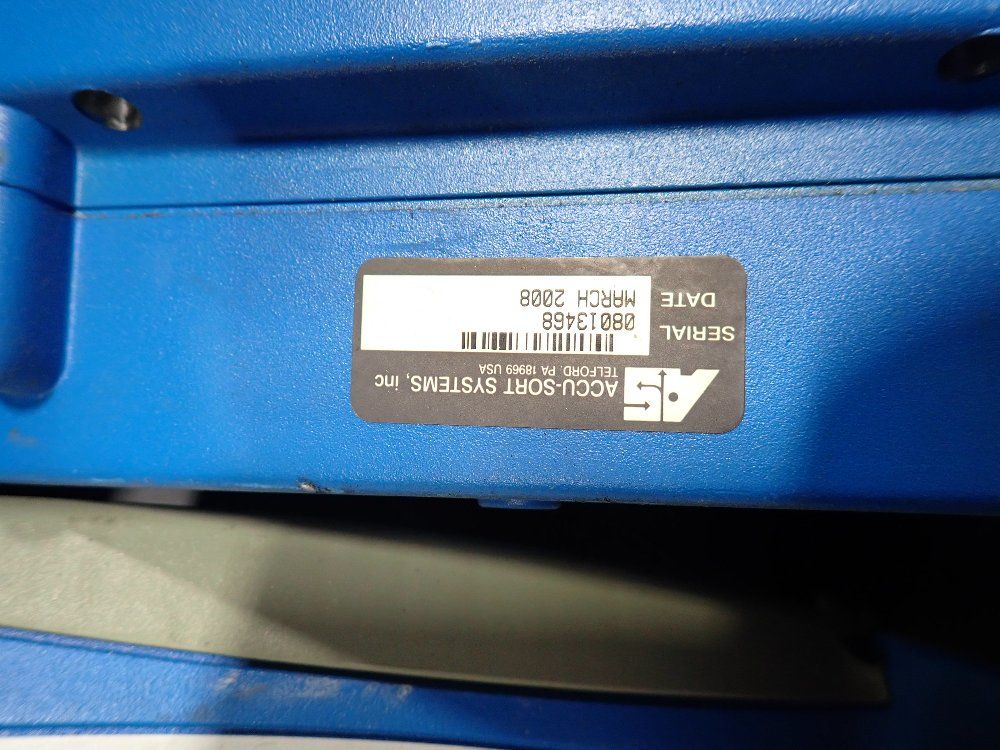 ACCU-SORT SYSTEMS, inc
TELFORD, PA 18969 USA
SERIAL 08013468
DATE MARCH 2008